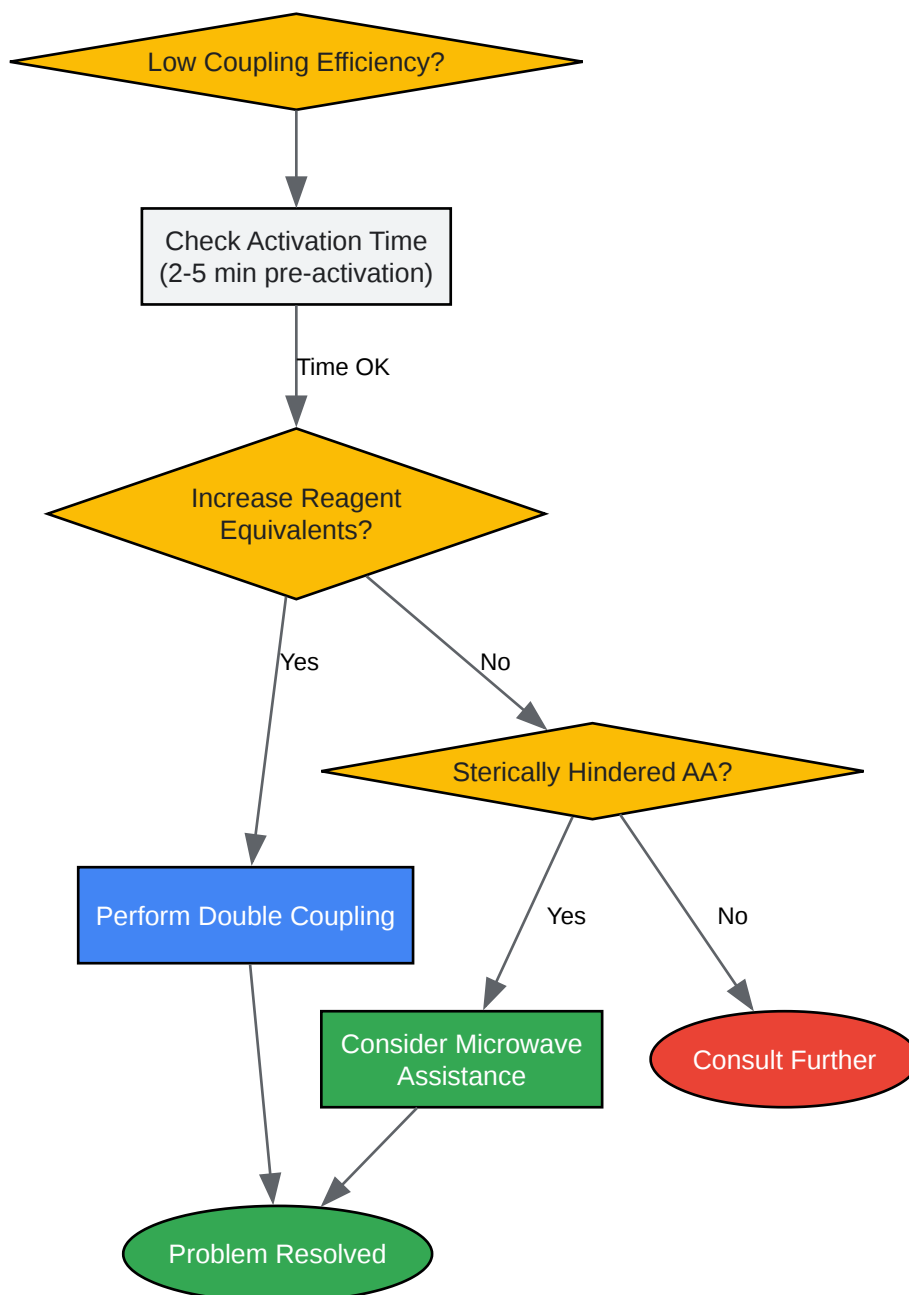 Low Coupling Efficiency?
Check Activation Time
(2-5 min pre-activation)
Time OK
Increase Reagent
Equivalents?
Yes
No
Sterically Hindered AA?
Perform Double Coupling
Yes
No
Consider Microwave
Assistance
Consult Further
Problem Resolved